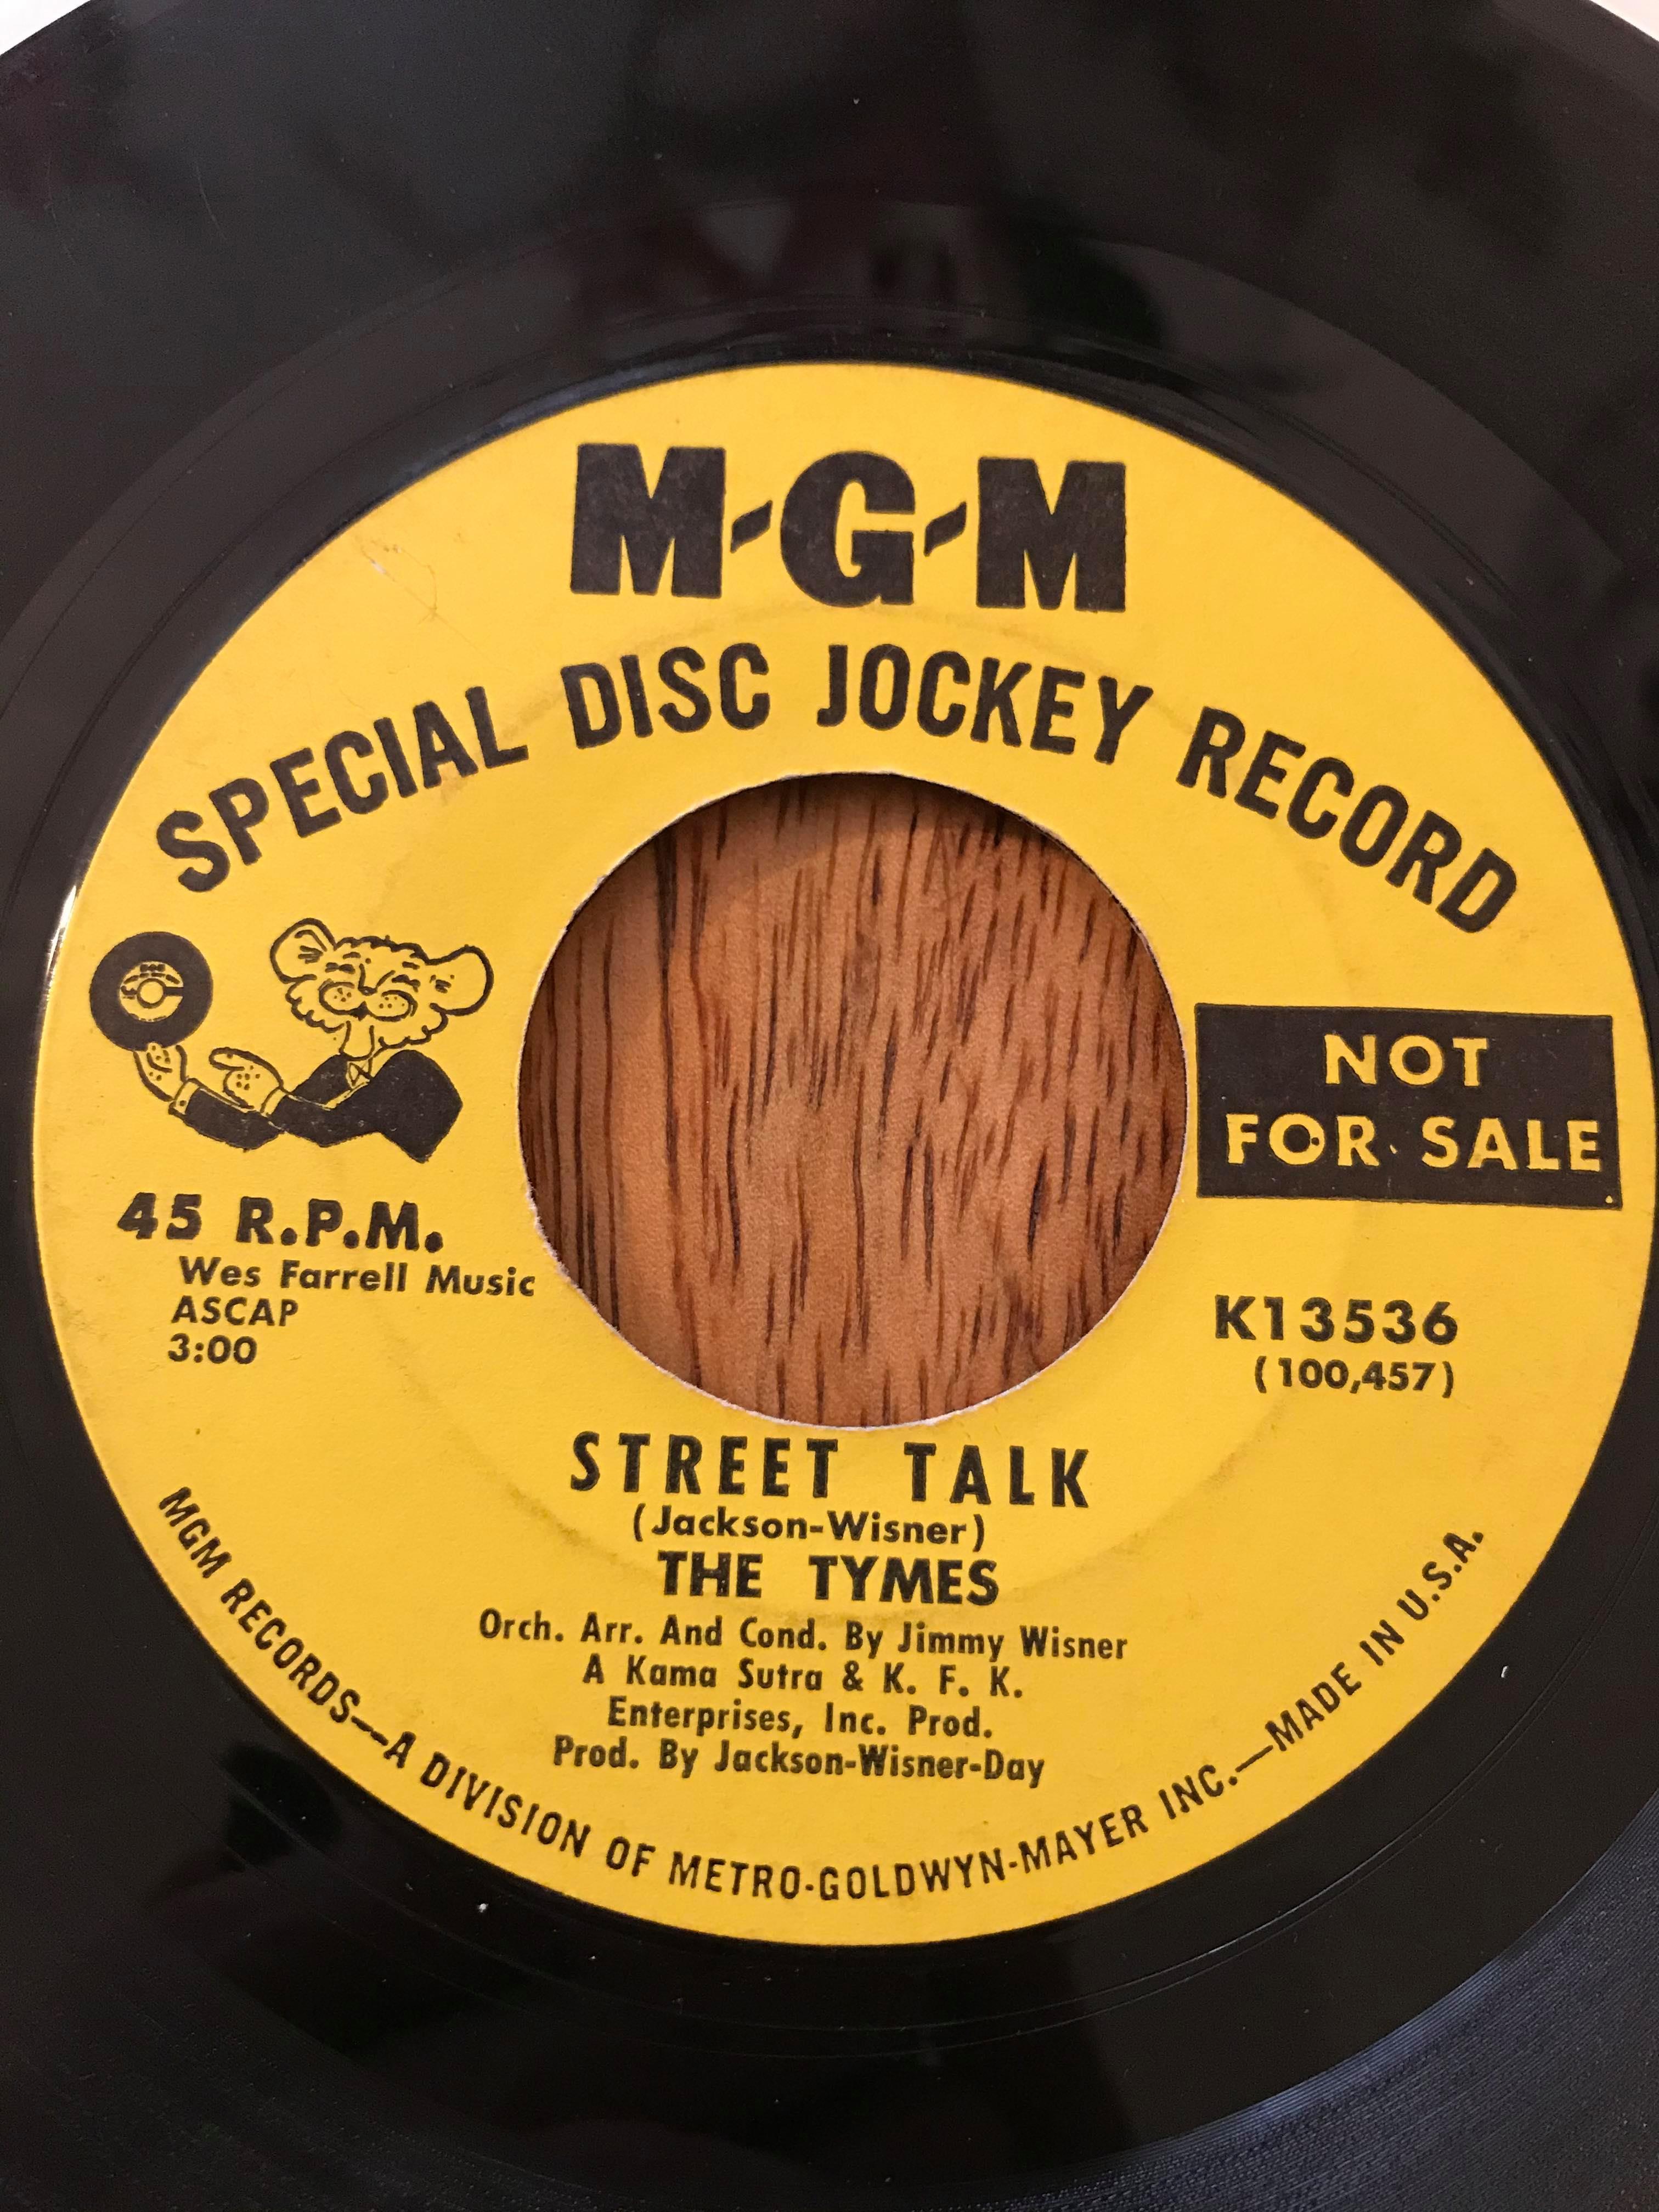 M-G-M
SPECIAL DISC JOCKEY RECORD
NOT
FOR SALE
45 R.P.M.
Wes Farrell Music
ASCAP
3:00
K13536
(100,457)
STREET TALK
(Jackson-Wisner)
THE TYMES
Orch. Arr. And Cond. By Jimmy Wisner
A Kama Sutra & K. F. K.
Enterprises, Inc. Prod.
Prod. By Jackson-Wisner-Day
MGM RECORDS—A DIVISION OF METRO-GOLDWYN-MAYER INC.—MADE IN U.S.A.